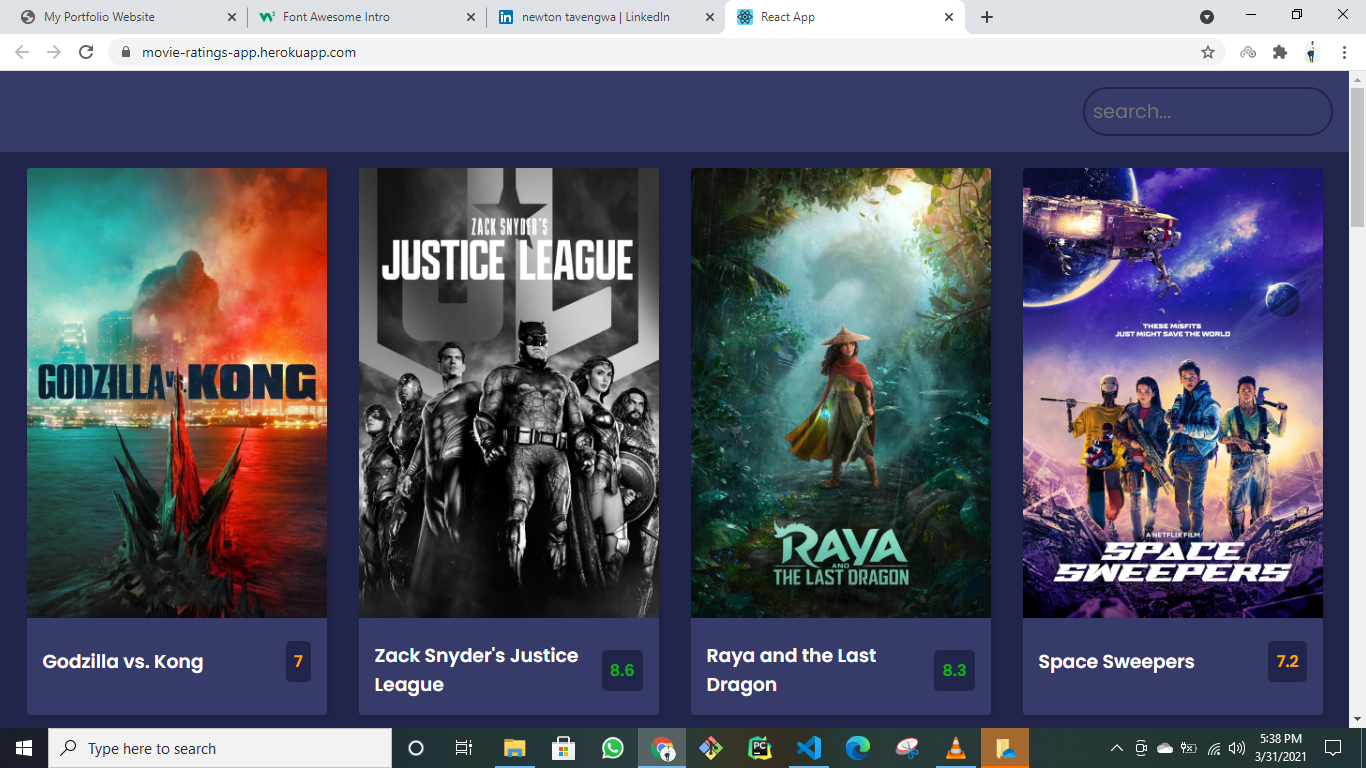 My Portfolio Website
Font Awesome Intro
newton tavengwa | LinkedIn
React App
movie-ratings-app.herokuapp.com
search...
GODZILLA VS. KONG
ZACK SNYDER'S
JUSTICE LEAGUE
RAYA
AND
THE LAST DRAGON
THESE MISFITS
JUST MIGHT SAVE THE WORLD
A NETFLIX FILM
SPACE
SWEEPERS
Godzilla vs. Kong
7
Zack Snyder's Justice
League
8.6
Raya and the Last
Dragon
8.3
Space Sweepers
7.2
Type here to search
PC
5:38 PM
3/31/2021